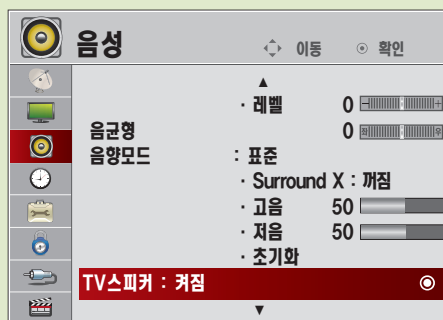 음성
이동 확인
· 레벨 0 - +
음균형 0 좌 우
음향모드 : 표준
· Surround X : 꺼짐
· 고음 50
· 저음 50
· 초기화
TV스피커 : 켜짐